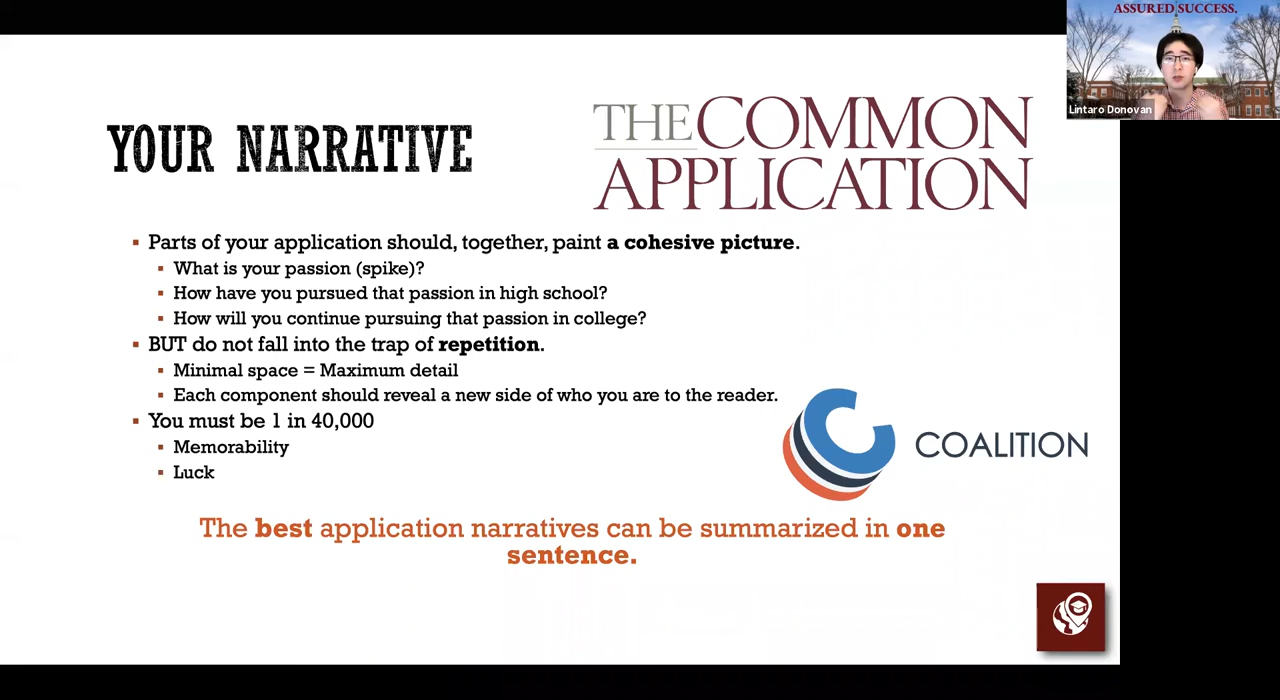 ASSURED SUCCESS.
Lintaro Donovan
YOUR NARRATIVE
THE COMMON
APPLICATION
▪ Parts of your application should, together, paint a cohesive picture.
▪ What is your passion (spike)?
▪ How have you pursued that passion in high school?
▪ How will you continue pursuing that passion in college?
▪ BUT do not fall into the trap of repetition.
▪ Minimal space = Maximum detail
▪ Each component should reveal a new side of who you are to the reader.
▪ You must be 1 in 40,000
▪ Memorability
▪ Luck
COALITION
The best application narratives can be summarized in one
sentence.